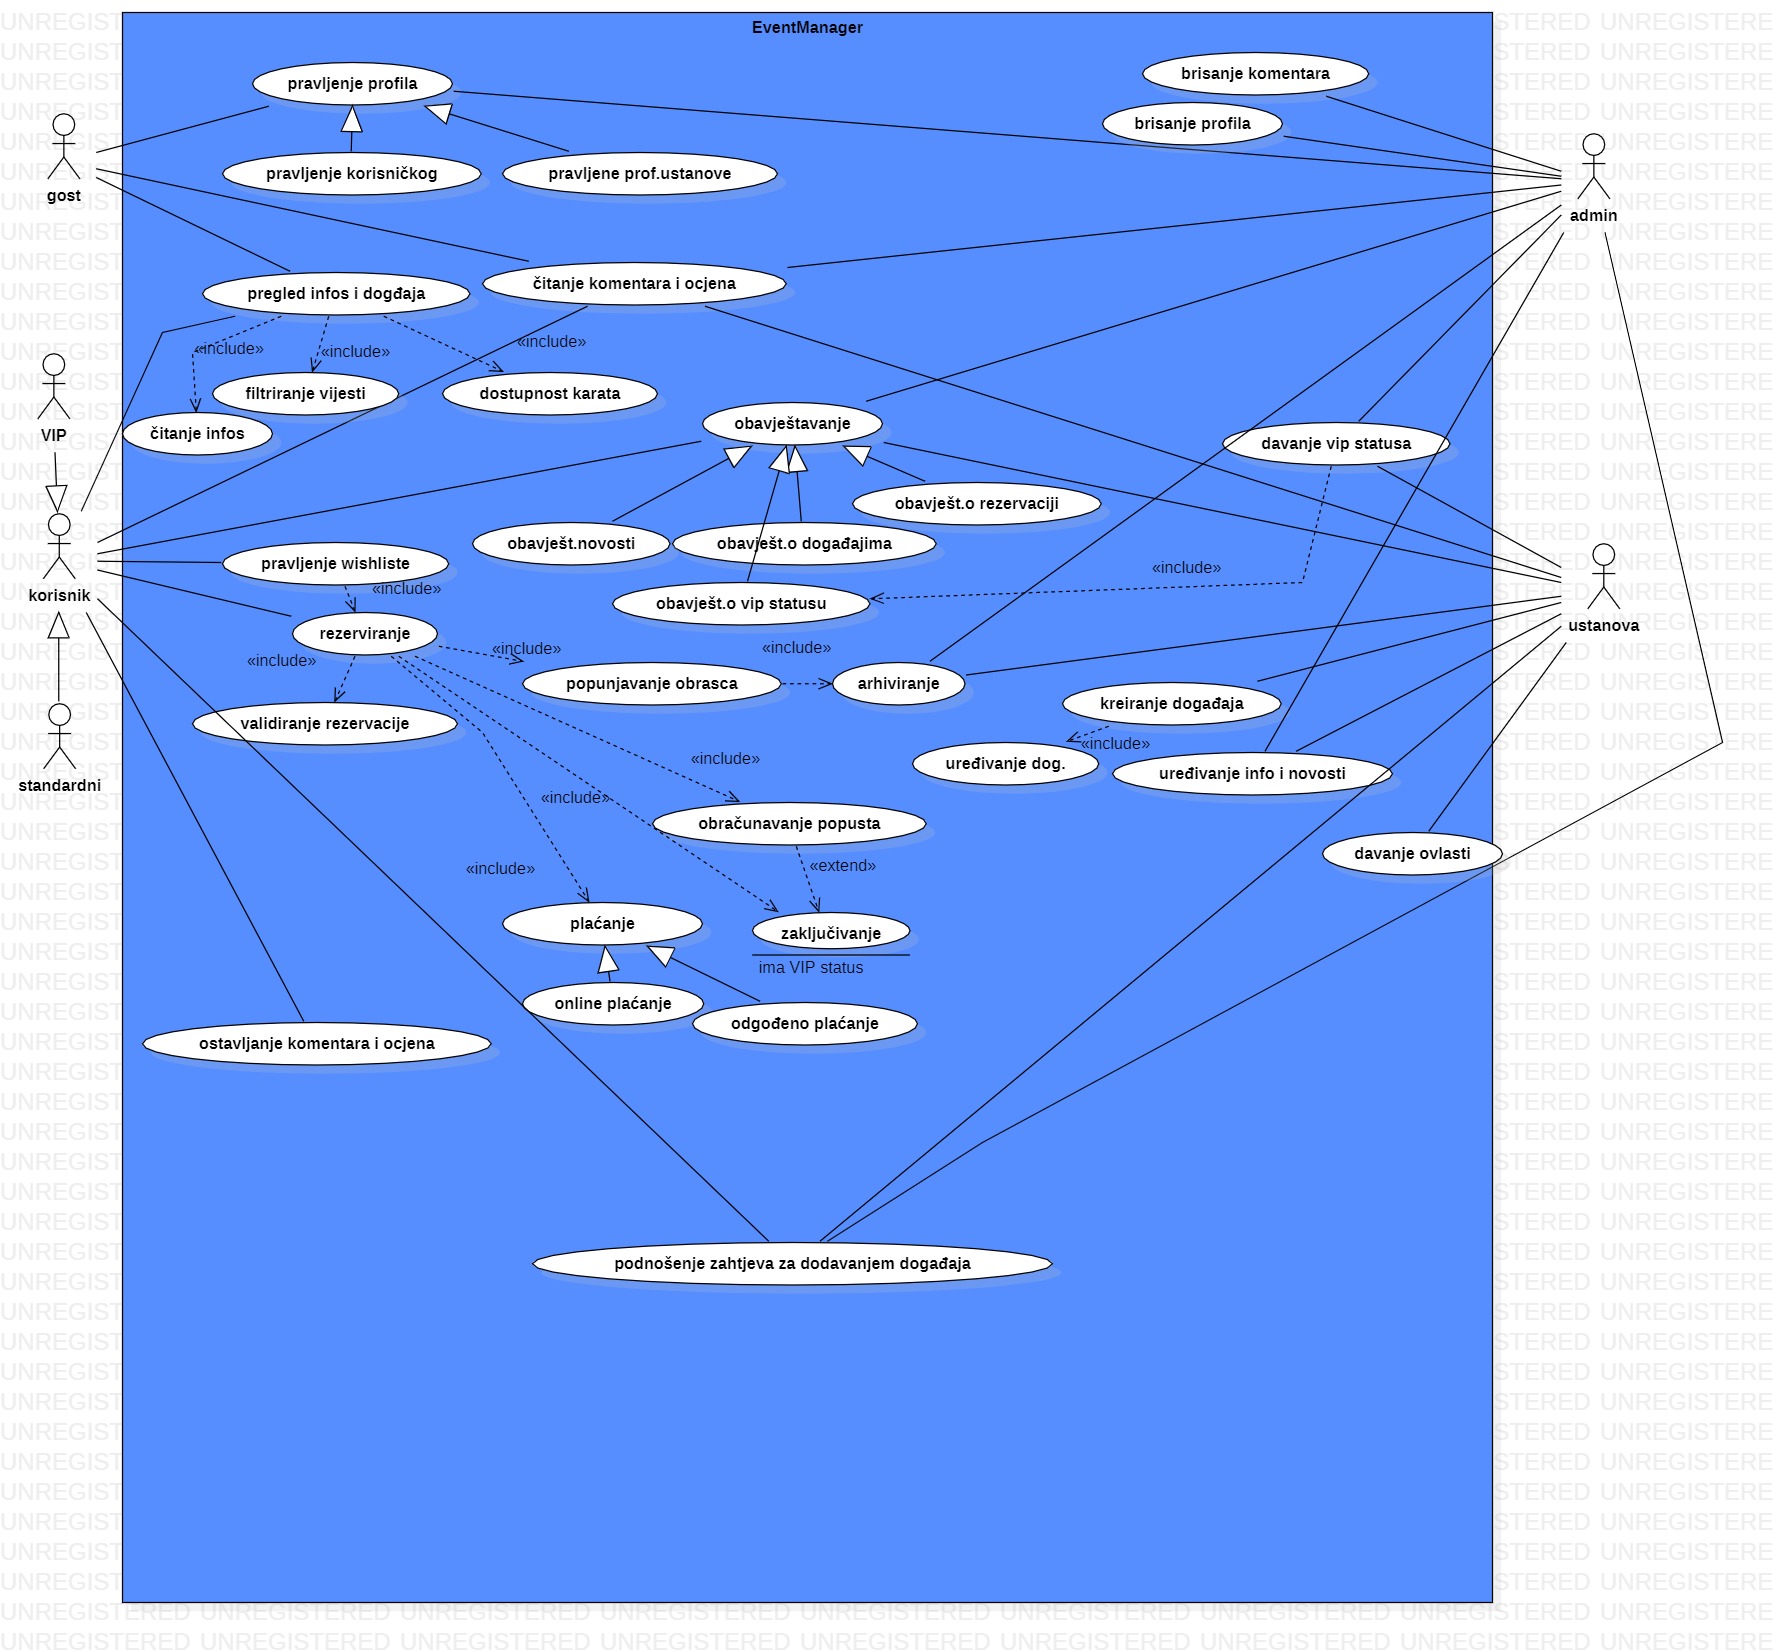 EventManager
pravljenje profila
brisanje komentara
brisanje profila
pravljenje korisničkog
pravljene prof.ustanove
gost
admin
čitanje komentara i ocjena
pregled infos i dogđaja
«include»
«include»
«include»
filtriranje vijesti
dostupnost karata
čitanje infos
VIP
obavještavanje
davanje vip statusa
obavješt.o rezervaciji
obavješt.novosti
obavješt.o događajima
pravljenje wishliste
«include»
«include»
korisnik
obavješt.o vip statusu
ustanova
rezerviranje
«include»
«include»
«include»
popunjavanje obrasca
arhiviranje
kreiranje događaja
validiranje rezervacije
«include»
«include»
uređivanje dog.
uređivanje info i novosti
standardni
«include»
obračunavanje popusta
davanje ovlasti
«include»
«extend»
plaćanje
zaključivanje
ima VIP status
online plaćanje
odgođeno plaćanje
ostavljanje komentara i ocjena
podnošenje zahtjeva za dodavanjem događaja
UNREGISTERED UNREGISTERED UNREGISTERED UNREGISTERED UNREGISTERED UNREGISTERED UNREGISTERED UNREGISTERED UNREGISTERE